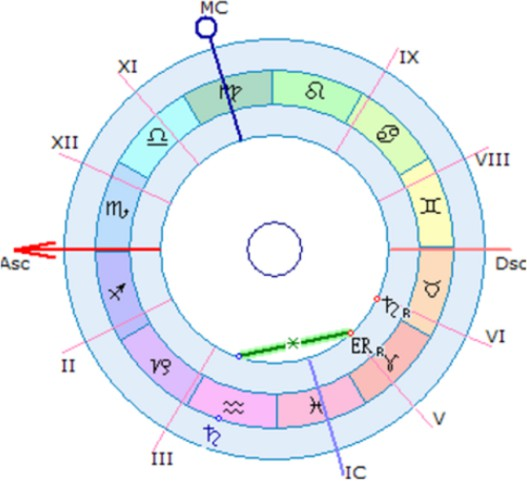 MC
XI
IX
♍
♌
♎
♋
XII
VIII
♏
♊
Asc
Dsc
♐
♉
♄ R
ER R
VI
II
♑
♈
♒
♓
V
♄
III
IC